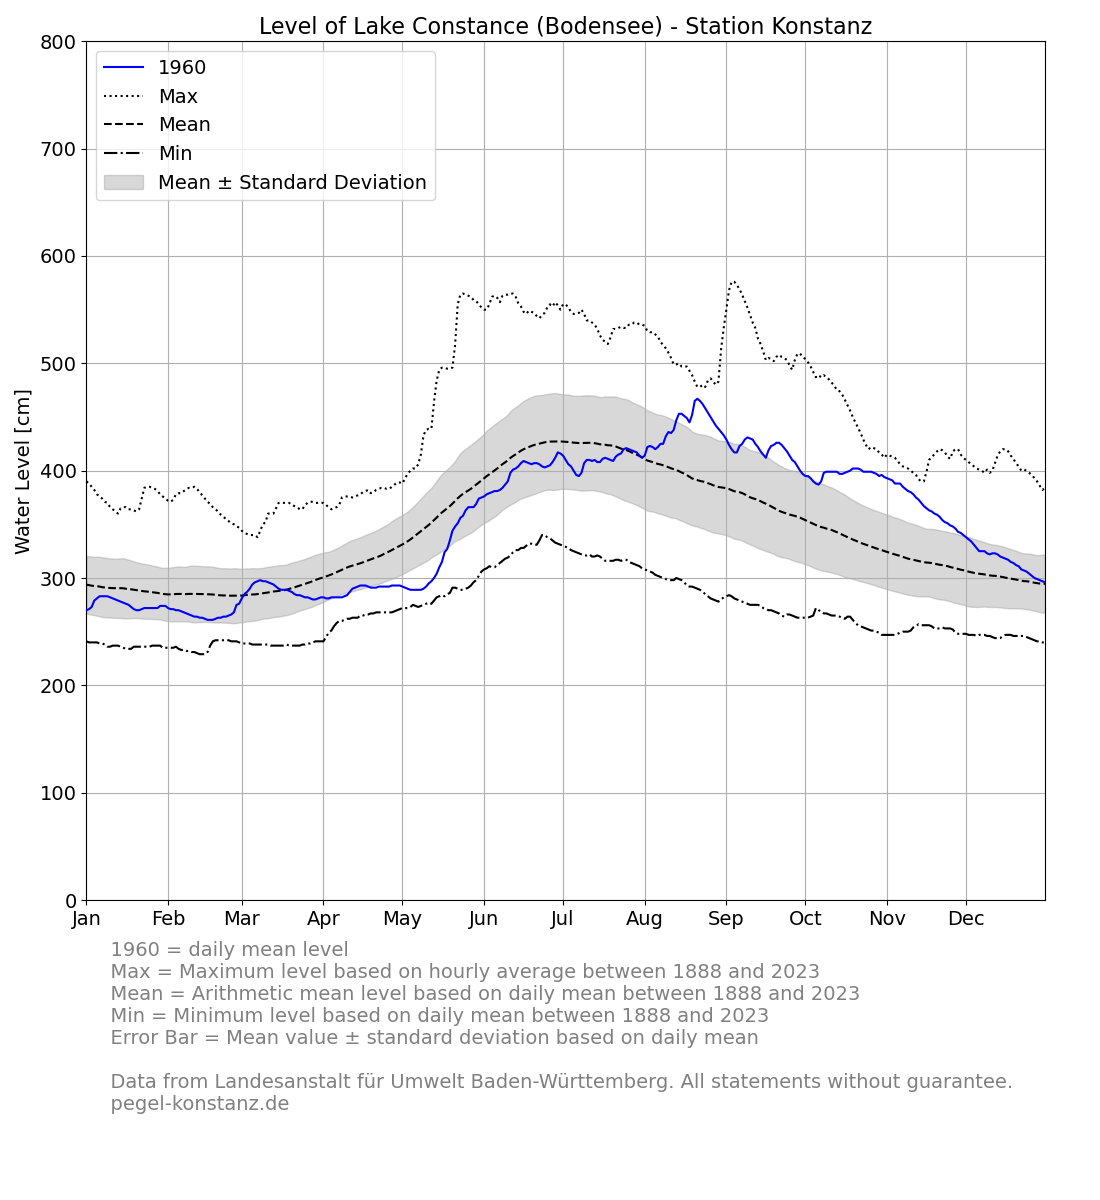 Level of Lake Constance (Bodensee) - Station Konstanz
800
1960
Max
Mean
Min
Mean ± Standard Deviation
700
600
500
400
300
200
100
0
Water Level [cm]
Jan Feb Mar Apr May Jun Jul Aug Sep Oct Nov Dec
1960 = daily mean level
Max = Maximum level based on hourly average between 1888 and 2023
Mean = Arithmetic mean level based on daily mean between 1888 and 2023
Min = Minimum level based on daily mean between 1888 and 2023
Error Bar = Mean value ± standard deviation based on daily mean
Data from Landesanstalt für Umwelt Baden-Württemberg. All statements without guarantee.
pegel-konstanz.de